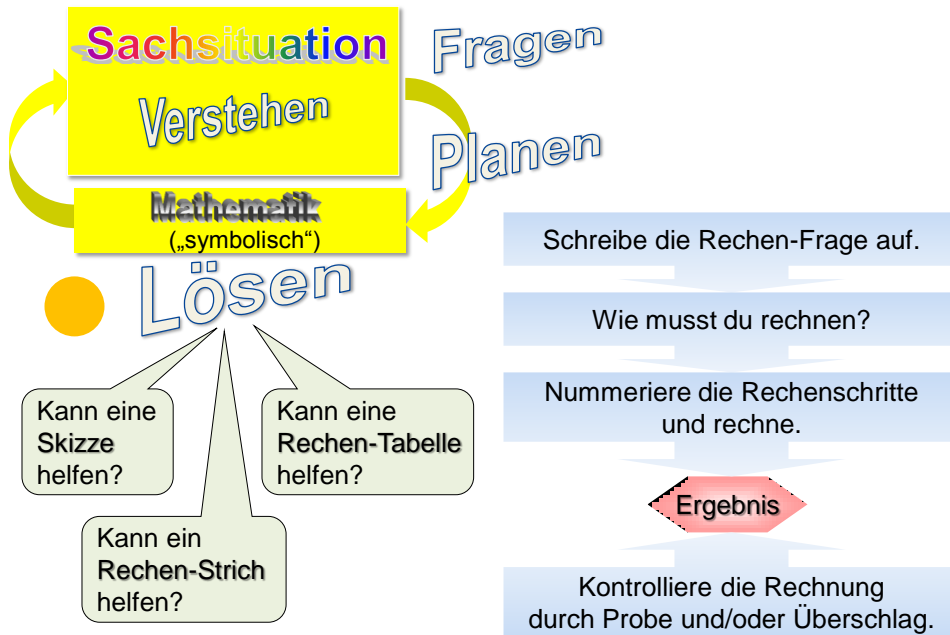 Sachsituation
Fragen
Verstehen
Planen
Mathematik
(„symbolisch“)
Lösen
Kann eine
Skizze
helfen?
Kann eine
Rechen-Tabelle
helfen?
Kann ein
Rechen-Strich
helfen?
Schreibe die Rechen-Frage auf.
Wie musst du rechnen?
Nummeriere die Rechenschritte
und rechne.
Ergebnis
Kontrolliere die Rechnung
durch Probe und/oder Überschlag.